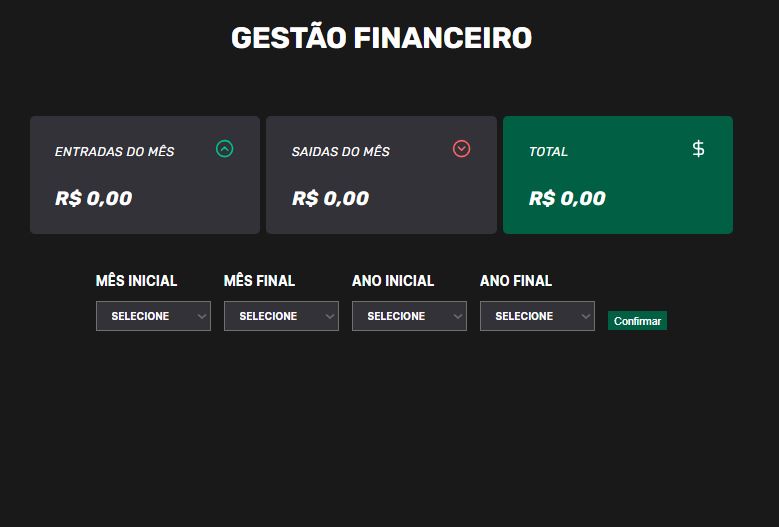 GESTÃO FINANCEIRO
ENTRADAS DO MÊS
SAIDAS DO MÊS
TOTAL
$
R$ 0,00
R$ 0,00
R$ 0,00
MÊS INICIAL
MÊS FINAL
ANO INICIAL
ANO FINAL
SELECIONE
SELECIONE
SELECIONE
SELECIONE
Confirmar